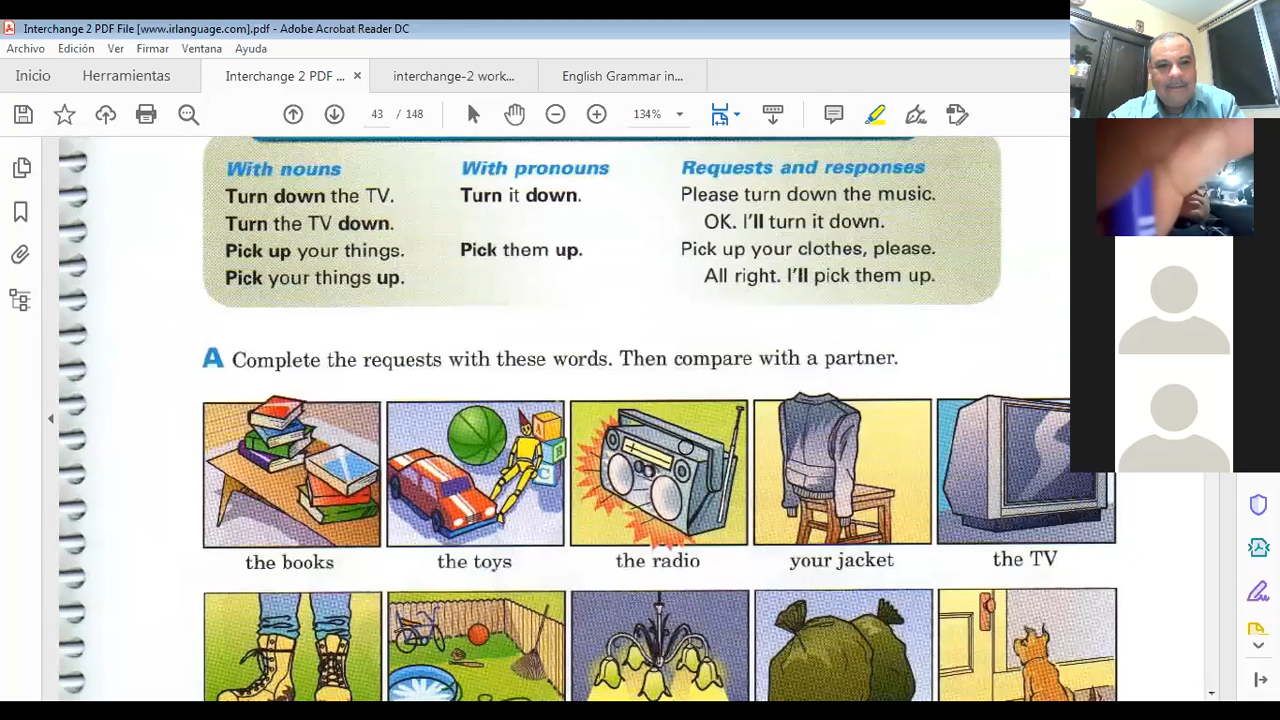 Interchange 2 PDF File [www.irlanguage.com].pdf - Adobe Acrobat Reader DC
Archivo Edición Ver Firmar Ventana Ayuda
Inicio Herramientas Interchange 2 PDF ... × interchange-2 work... English Grammar in...
43 / 148 134%
With nouns With pronouns Requests and responses
Turn down the TV. Turn it down. Please turn down the music.
Turn the TV down. OK. I'll turn it down.
Pick up your things. Pick them up. Pick up your clothes, please.
Pick your things up. All right. I'll pick them up.
A Complete the requests with these words. Then compare with a partner.
the books the toys the radio your jacket the TV